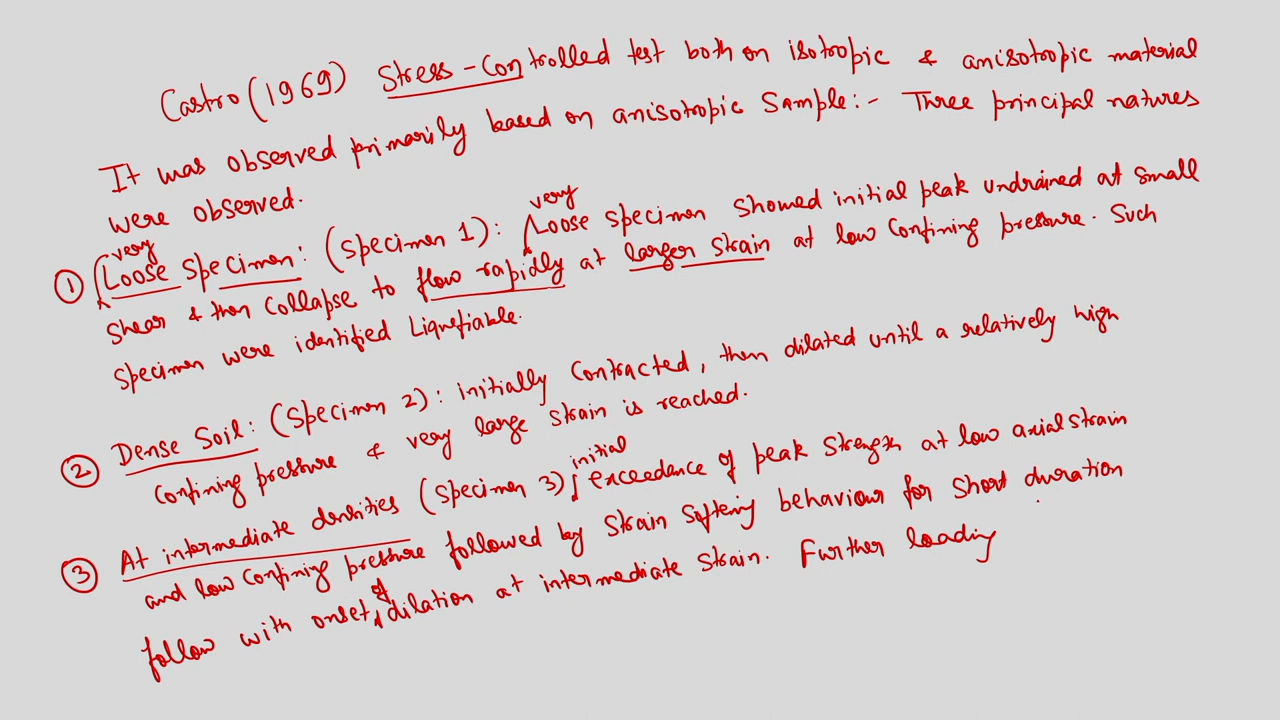 Castro (1969) Stress-Controlled test both on isotropic & anisotropic material
It was observed primarily based on anisotropic Sample:- Three principal natures
were observed.
① very Loose specimen: (specimen 1): very Loose specimen showed initial peak undrained at small
shear & then collapse to flow rapidly at larger strain at low confining pressure. Such
specimen were identified Liquefiable.
② Dense Soil: (Specimen 2): initially contracted, then dilated until a relatively high
confining pressure & very large strain is reached.
③ At intermediate densities (specimen 3) initial exceedance of peak strength at low axial strain
and low confining pressure followed by strain softening behaviour for short duration
follow with onset of dilation at intermediate strain. Further loading